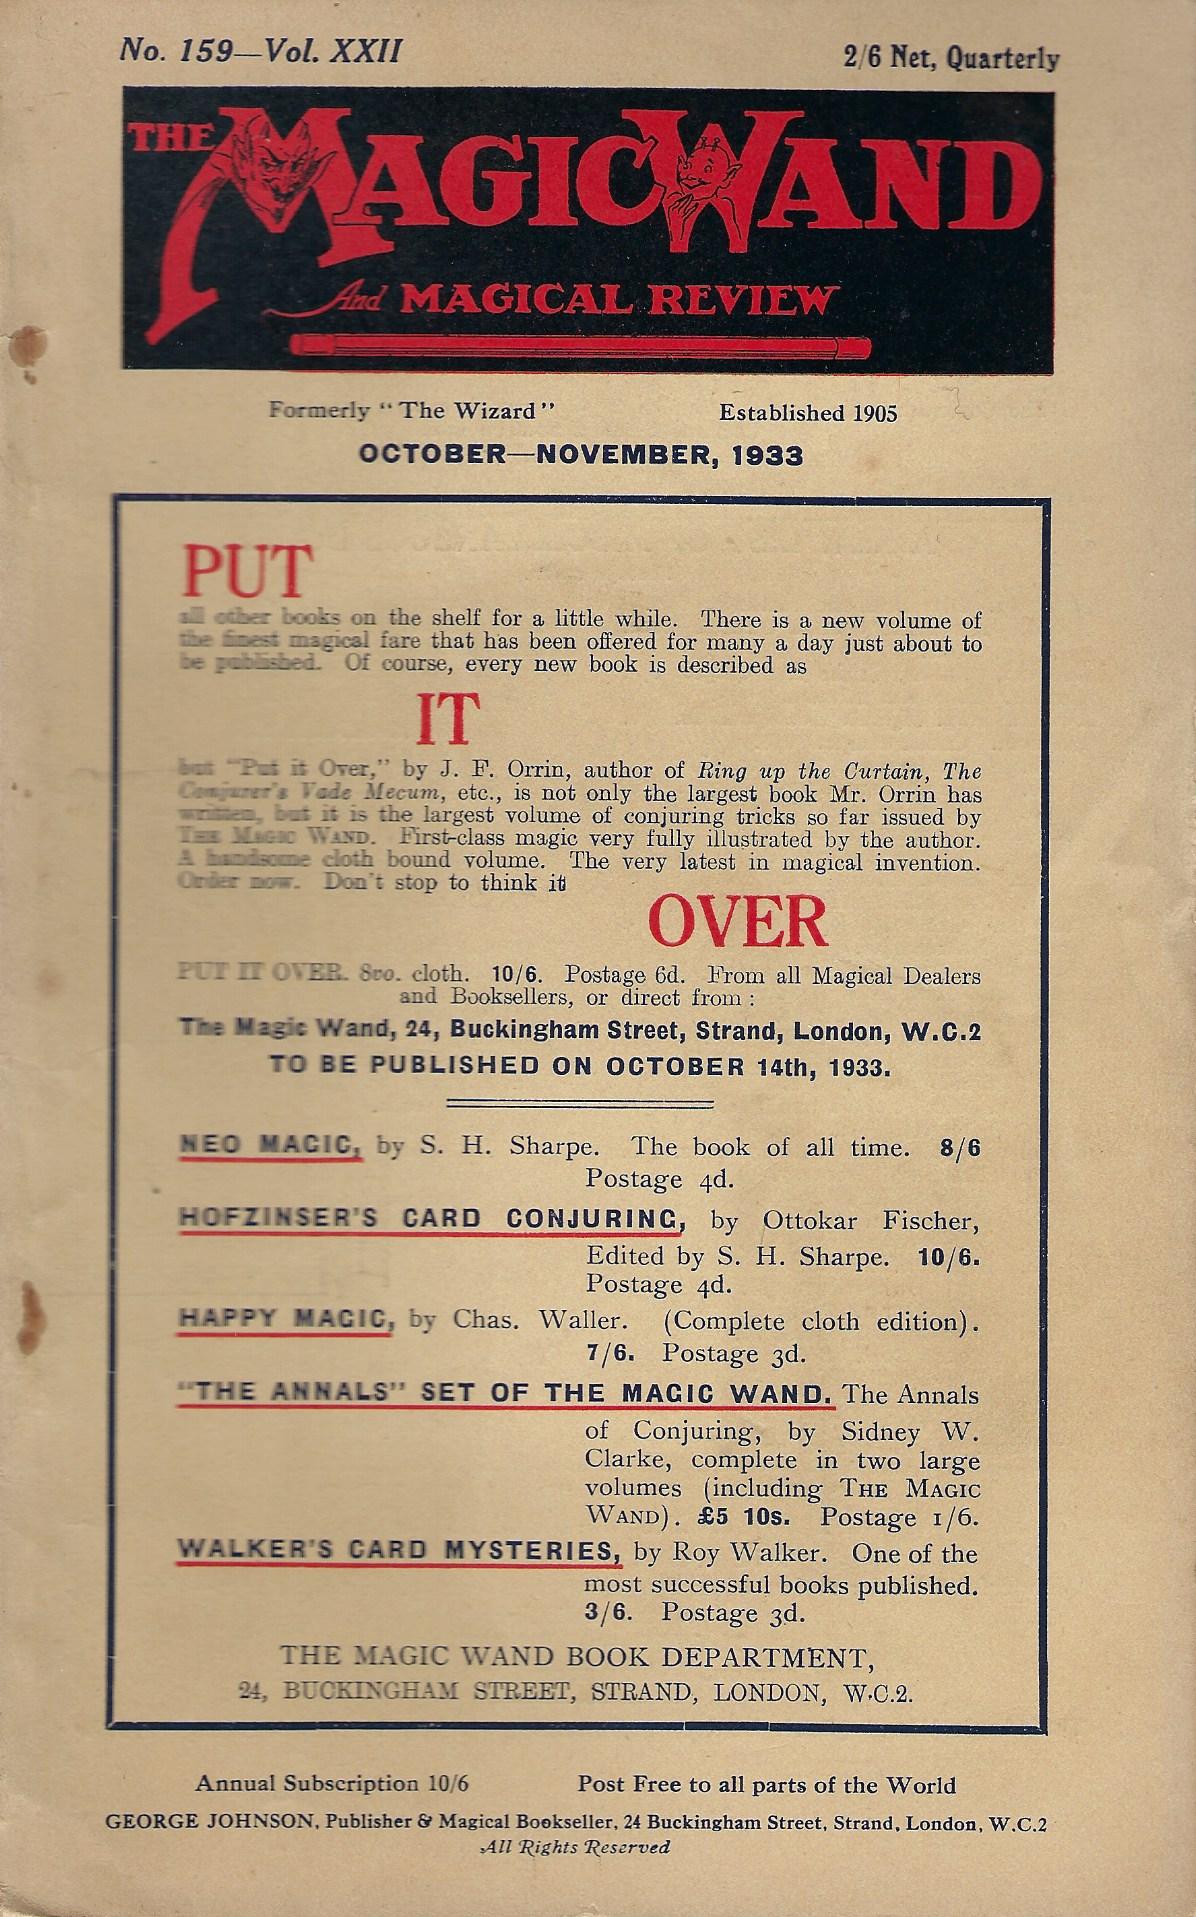 No. 159—Vol. XXII
2/6 Net, Quarterly
THE MAGIC WAND
And MAGICAL REVIEW
Formerly “The Wizard”
Established 1905
OCTOBER—NOVEMBER, 1933
PUT
all other books on the shelf for a little while. There is a new volume of
the finest magical fare that has been offered for many a day just about to
be published. Of course, every new book is described as
IT
but “Put it Over,” by J. F. Orrin, author of Ring up the Curtain, The
Conjurer's Vade Mecum, etc., is not only the largest book Mr. Orrin has
written, but it is the largest volume of conjuring tricks so far issued by
THE MAGIC WAND. First-class magic very fully illustrated by the author.
A handsome cloth bound volume. The very latest in magical invention.
Order now. Don't stop to think it
OVER
PUT IT OVER. 8vo. cloth. 10/6. Postage 6d. From all Magical Dealers
and Booksellers, or direct from :
The Magic Wand, 24, Buckingham Street, Strand, London, W.C.2
TO BE PUBLISHED ON OCTOBER 14th, 1933.
NEO MAGIC, by S. H. Sharpe. The book of all time. 8/6
Postage 4d.
HOFZINSER'S CARD CONJURING, by Ottokar Fischer,
Edited by S. H. Sharpe. 10/6.
Postage 4d.
HAPPY MAGIC, by Chas. Waller. (Complete cloth edition).
7/6. Postage 3d.
“THE ANNALS” SET OF THE MAGIC WAND. The Annals
of Conjuring, by Sidney W.
Clarke, complete in two large
volumes (including THE MAGIC
WAND). £5 10s. Postage 1/6.
WALKER'S CARD MYSTERIES, by Roy Walker. One of the
most successful books published.
3/6. Postage 3d.
THE MAGIC WAND BOOK DEPARTMENT,
24, BUCKINGHAM STREET, STRAND, LONDON, W.C.2.
Annual Subscription 10/6
Post Free to all parts of the World
GEORGE JOHNSON, Publisher & Magical Bookseller, 24 Buckingham Street, Strand, London, W.C.2
All Rights Reserved